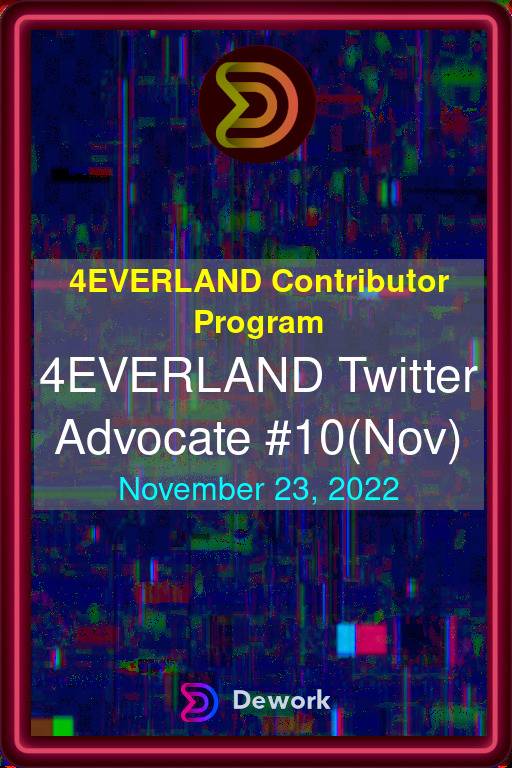 4EVERLAND Contributor
Program
4EVERLAND Twitter
Advocate #10(Nov)
November 23, 2022
Dework